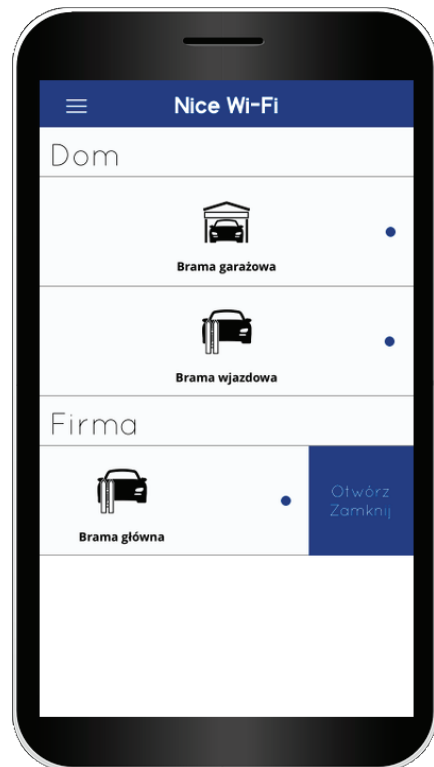 Nice Wi-Fi
Dom
Brama garażowa
Brama wjazdowa
Firma
Otwórz
Zamknij
Brama główna